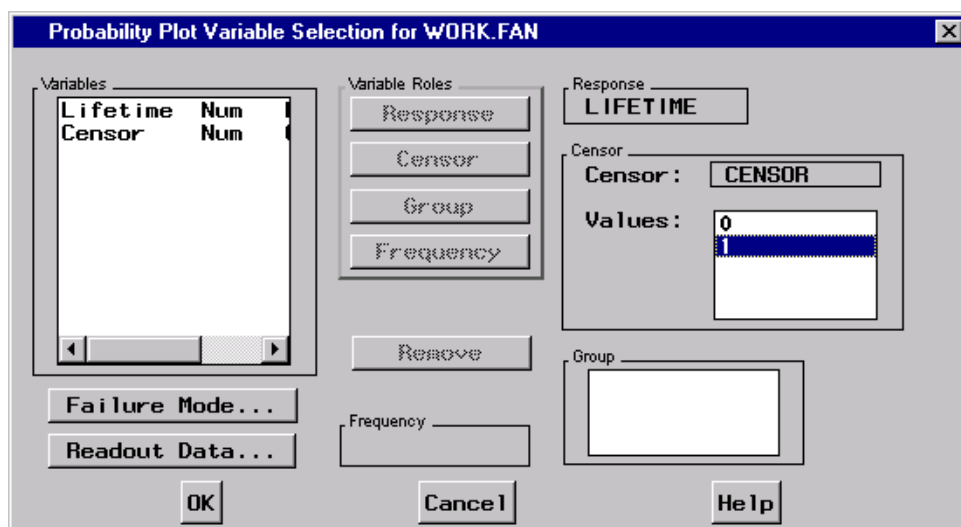 Probability Plot Variable Selection for WORK.FAN
Variables
Lifetime Num
Censor Num
Failure Mode...
Readout Data...
OK
Variable Roles
Response
Censor
Group
Frequency
Remove
Frequency
Cancel
Response
LIFETIME
Censor
Censor: CENSOR
Values: 0
1
Group
Help